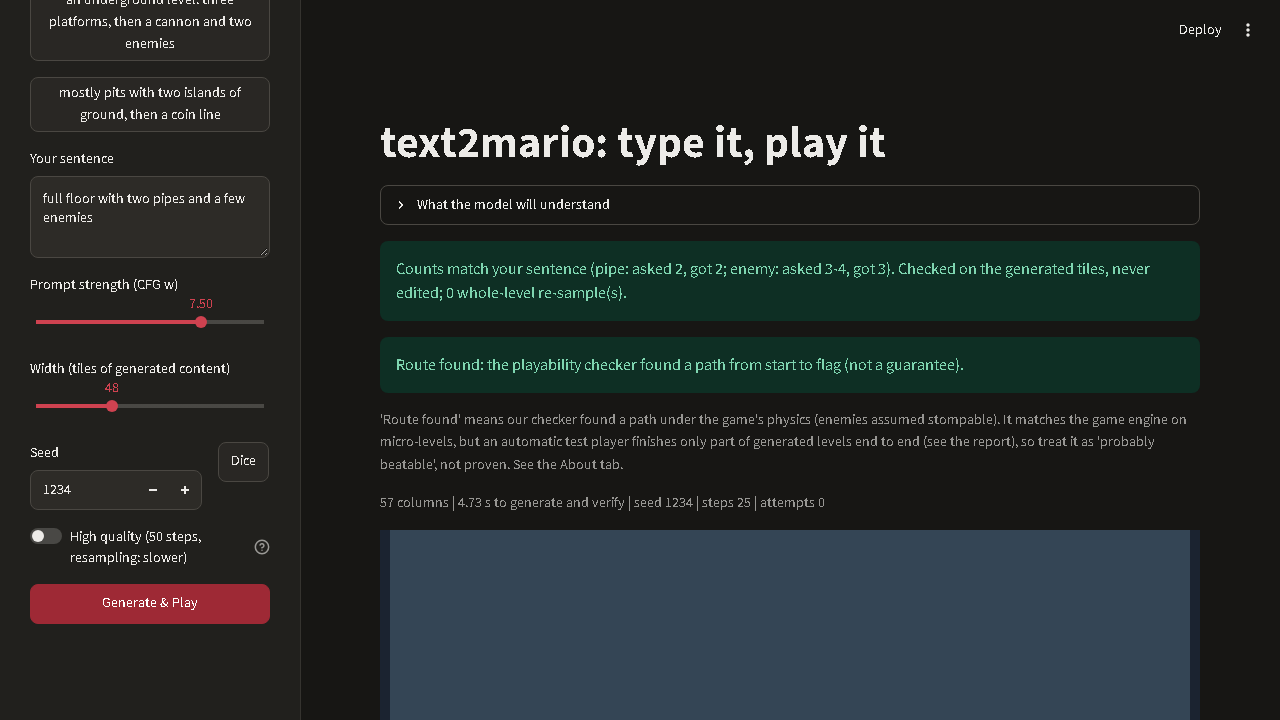 an underground level: three
platforms, then a cannon and two
enemies
mostly pits with two islands of
ground, then a coin line
Your sentence
full floor with two pipes and a few
enemies
Prompt strength (CFG w)
7.50
Width (tiles of generated content)
48
Seed
1234
Dice
High quality (50 steps,
resampling: slower)
Generate & Play
Deploy
text2mario: type it, play it
What the model will understand
Counts match your sentence (pipe: asked 2, got 2; enemy: asked 3-4, got 3). Checked on the generated tiles, never
edited; 0 whole-level re-sample(s).
Route found: the playability checker found a path from start to flag (not a guarantee).
'Route found' means our checker found a path under the game's physics (enemies assumed stompable). It matches the game engine on
micro-levels, but an automatic test player finishes only part of generated levels end to end (see the report), so treat it as 'probably
beatable', not proven. See the About tab.
57 columns | 4.73 s to generate and verify | seed 1234 | steps 25 | attempts 0